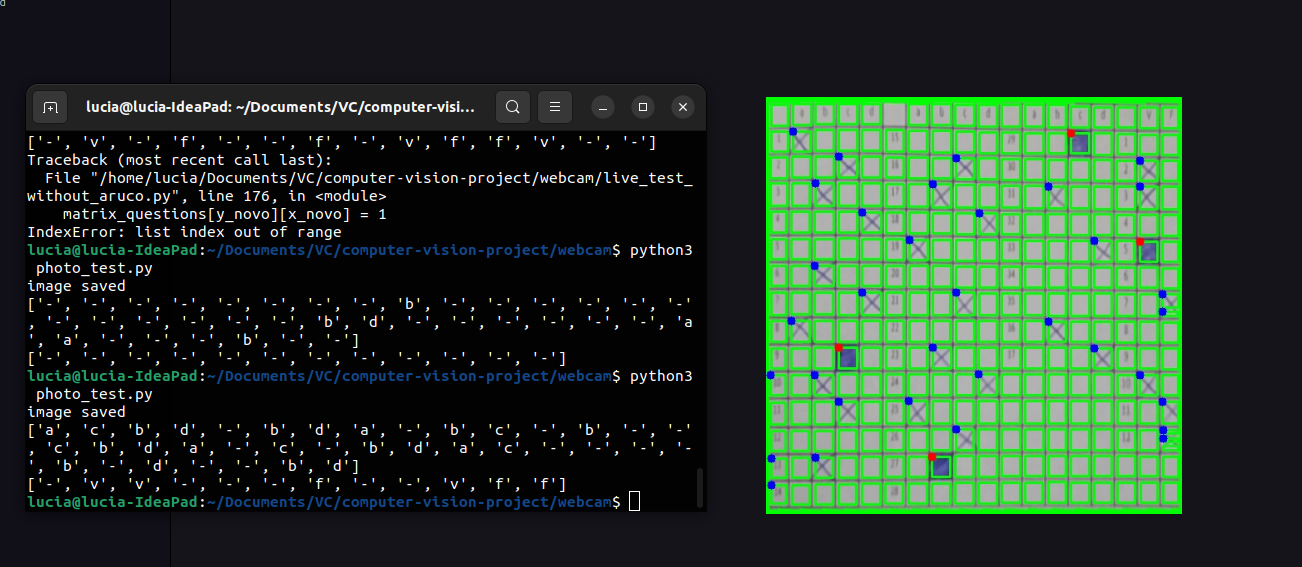 d
lucia@lucia-IdeaPad: ~/Documents/VC/computer-visi...
['-', 'v', '-', 'f', '-', '-', 'f', '-', 'v', 'f', 'f', 'v', '-', '-']
Traceback (most recent call last):
  File "/home/lucia/Documents/VC/computer-vision-project/webcam/live_test_
without_aruco.py", line 176, in <module>
    matrix_questions[y_novo][x_novo] = 1
IndexError: list index out of range
lucia@lucia-IdeaPad:~/Documents/VC/computer-vision-project/webcam$ python3
 photo_test.py
image saved
['-', '-', '-', '-', '-', '-', '-', '-', 'b', '-', '-', '-', '-', '-', '-'
, '-', '-', '-', '-', '-', '-', 'b', 'd', '-', '-', '-', '-', '-', '-', 'a
', 'a', '-', '-', '-', 'b', '-', '-']
['-', '-', '-', '-', '-', '-', '-', '-', '-', '-', '-', '-']
lucia@lucia-IdeaPad:~/Documents/VC/computer-vision-project/webcam$ python3
 photo_test.py
image saved
['a', 'c', 'b', 'd', '-', 'b', 'd', 'a', '-', 'b', 'c', '-', 'b', '-', '-'
, 'c', 'b', 'd', 'a', '-', 'c', '-', 'b', 'd', 'a', 'c', '-', '-', '-', '-
', 'b', '-', 'd', '-', '-', 'b', 'd']
['-', 'v', 'v', '-', '-', '-', 'f', '-', '-', 'v', 'f', 'f']
lucia@lucia-IdeaPad:~/Documents/VC/computer-vision-project/webcam$
a b c d a b c d a b c d v f